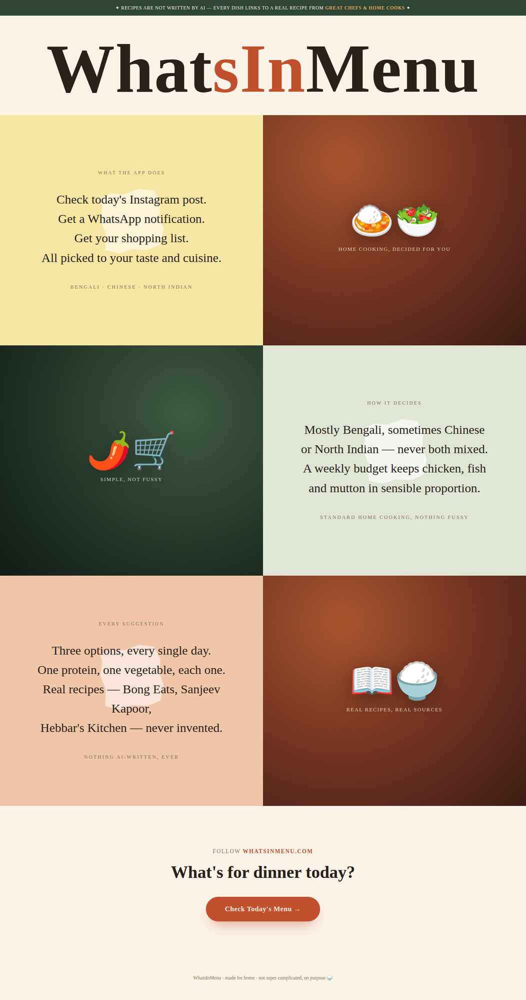 ✦ RECIPES ARE NOT WRITTEN BY AI — EVERY DISH LINKS TO A REAL RECIPE FROM GREAT CHEFS & HOME COOKS ✦
WhatsInMenu
WHAT THE APP DOES
Check today's Instagram post.
Get a WhatsApp notification.
Get your shopping list.
All picked to your taste and cuisine.
BENGALI · CHINESE · NORTH INDIAN
HOME COOKING, DECIDED FOR YOU
SIMPLE, NOT FUSSY
HOW IT DECIDES
Mostly Bengali, sometimes Chinese
or North Indian — never both mixed.
A weekly budget keeps chicken, fish
and mutton in sensible proportion.
STANDARD HOME COOKING, NOTHING FUSSY
EVERY SUGGESTION
Three options, every single day.
One protein, one vegetable, each one.
Real recipes — Bong Eats, Sanjeev
Kapoor,
Hebbar's Kitchen — never invented.
NOTHING AI-WRITTEN, EVER
REAL RECIPES, REAL SOURCES
FOLLOW WHATSINMENU.COM
What's for dinner today?
Check Today's Menu →
WhatsInMenu · made for home · not super complicated, on purpose 🍚